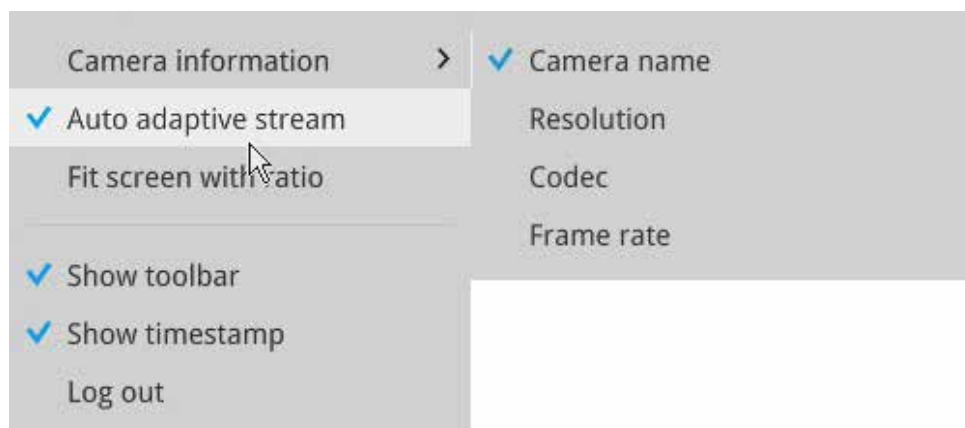 Camera information
Auto adaptive stream
Fit screen with ratio
Show toolbar
Show timestamp
Log out
Camera name
Resolution
Codec
Frame rate